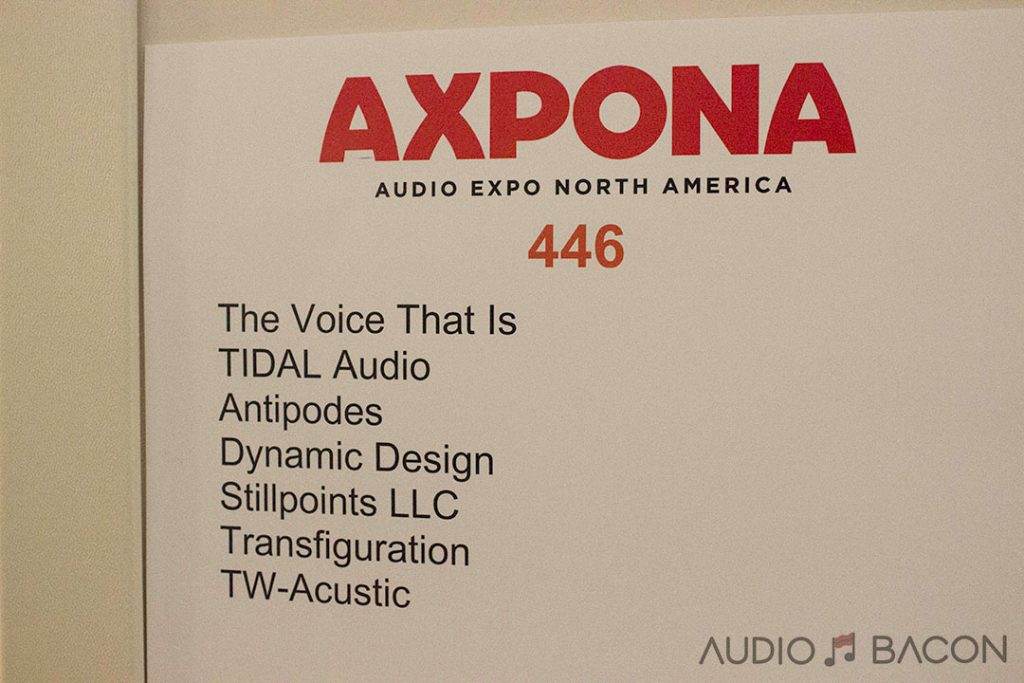 AXPONA
AUDIO EXPO NORTH AMERICA
446
The Voice That Is
TIDAL Audio
Antipodes
Dynamic Design
Stillpoints LLC
Transfiguration
TW-Acustic
AUDIO BACON